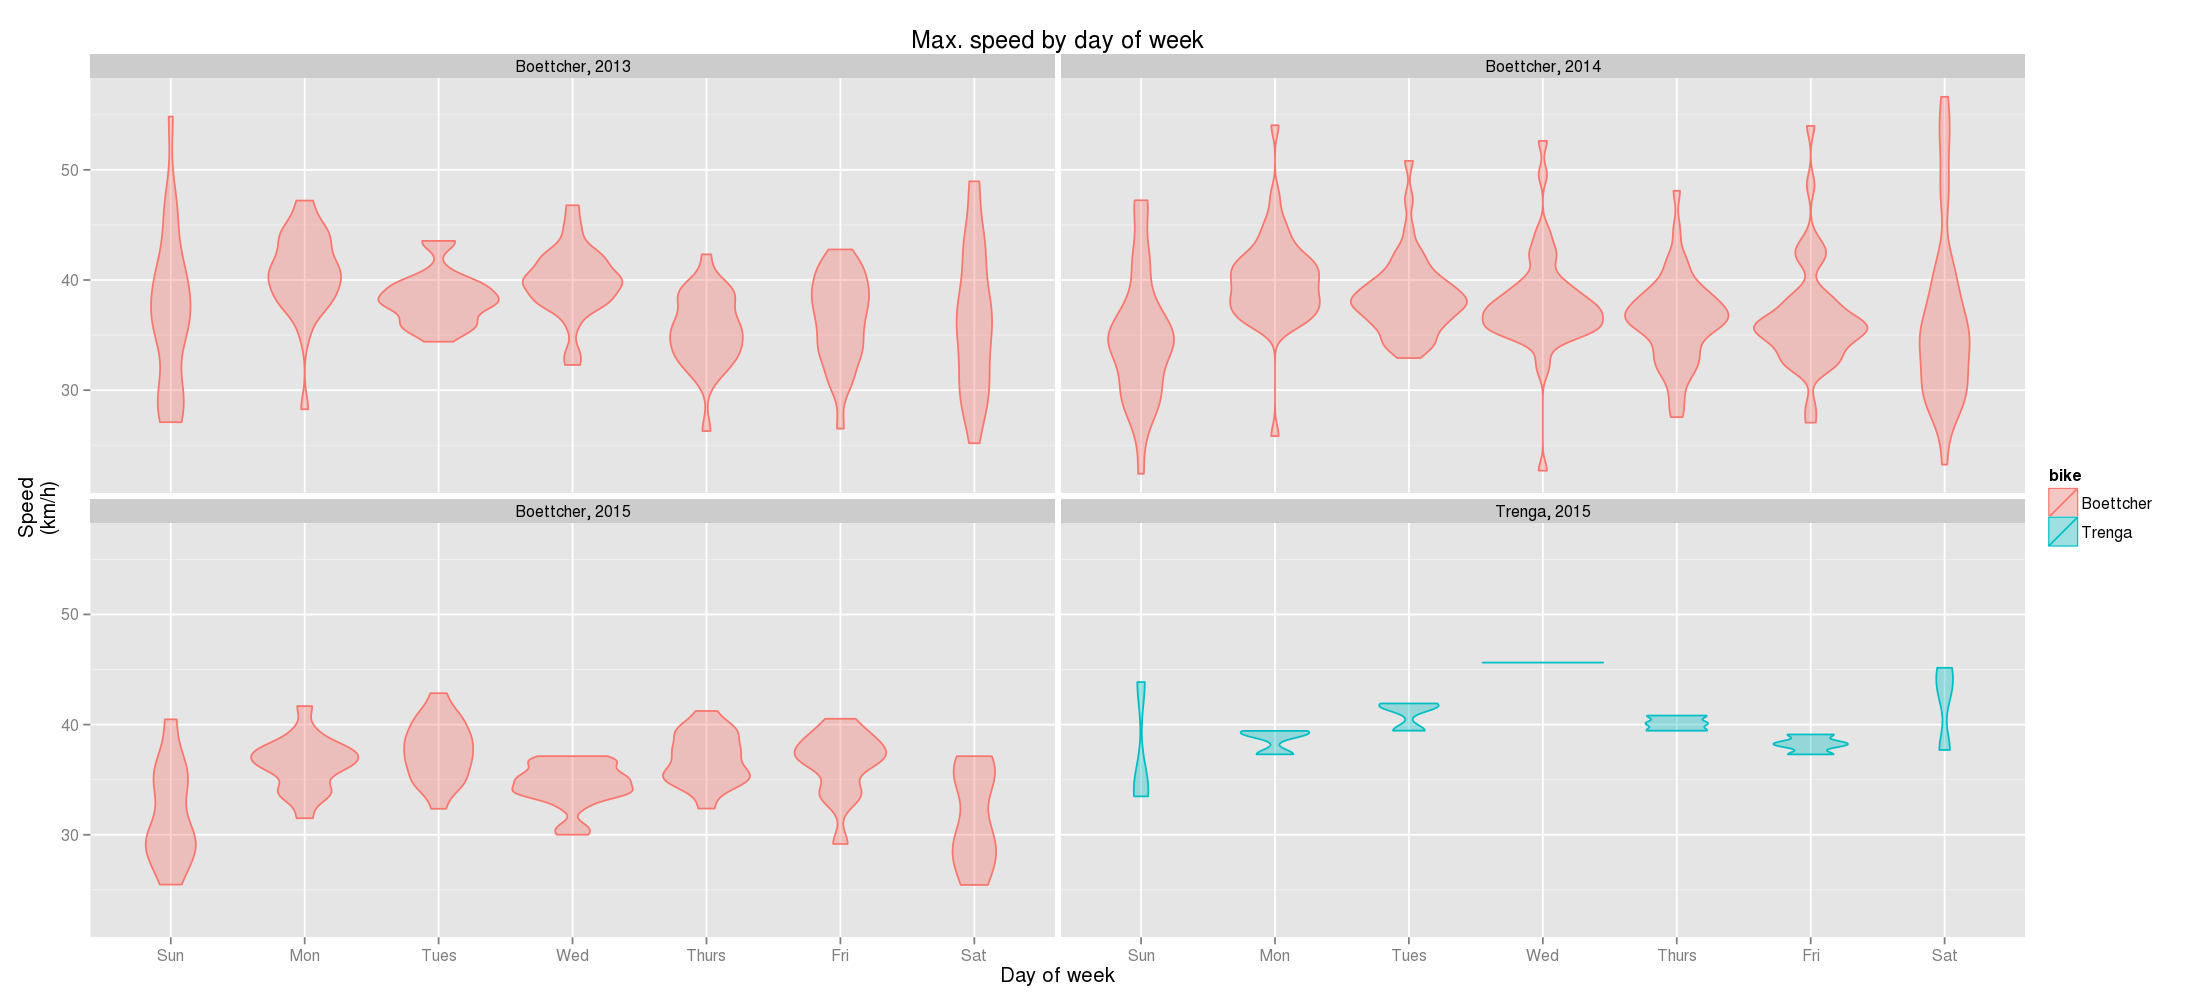 Max. speed by day of week
Boettcher, 2013
Boettcher, 2014
50
40
30
Speed
(km/h)
Boettcher, 2015
Trenga, 2015
50
40
30
bike
Boettcher
Trenga
Sun Mon Tues Wed Thurs Fri Sat
Sun Mon Tues Wed Thurs Fri Sat
Day of week